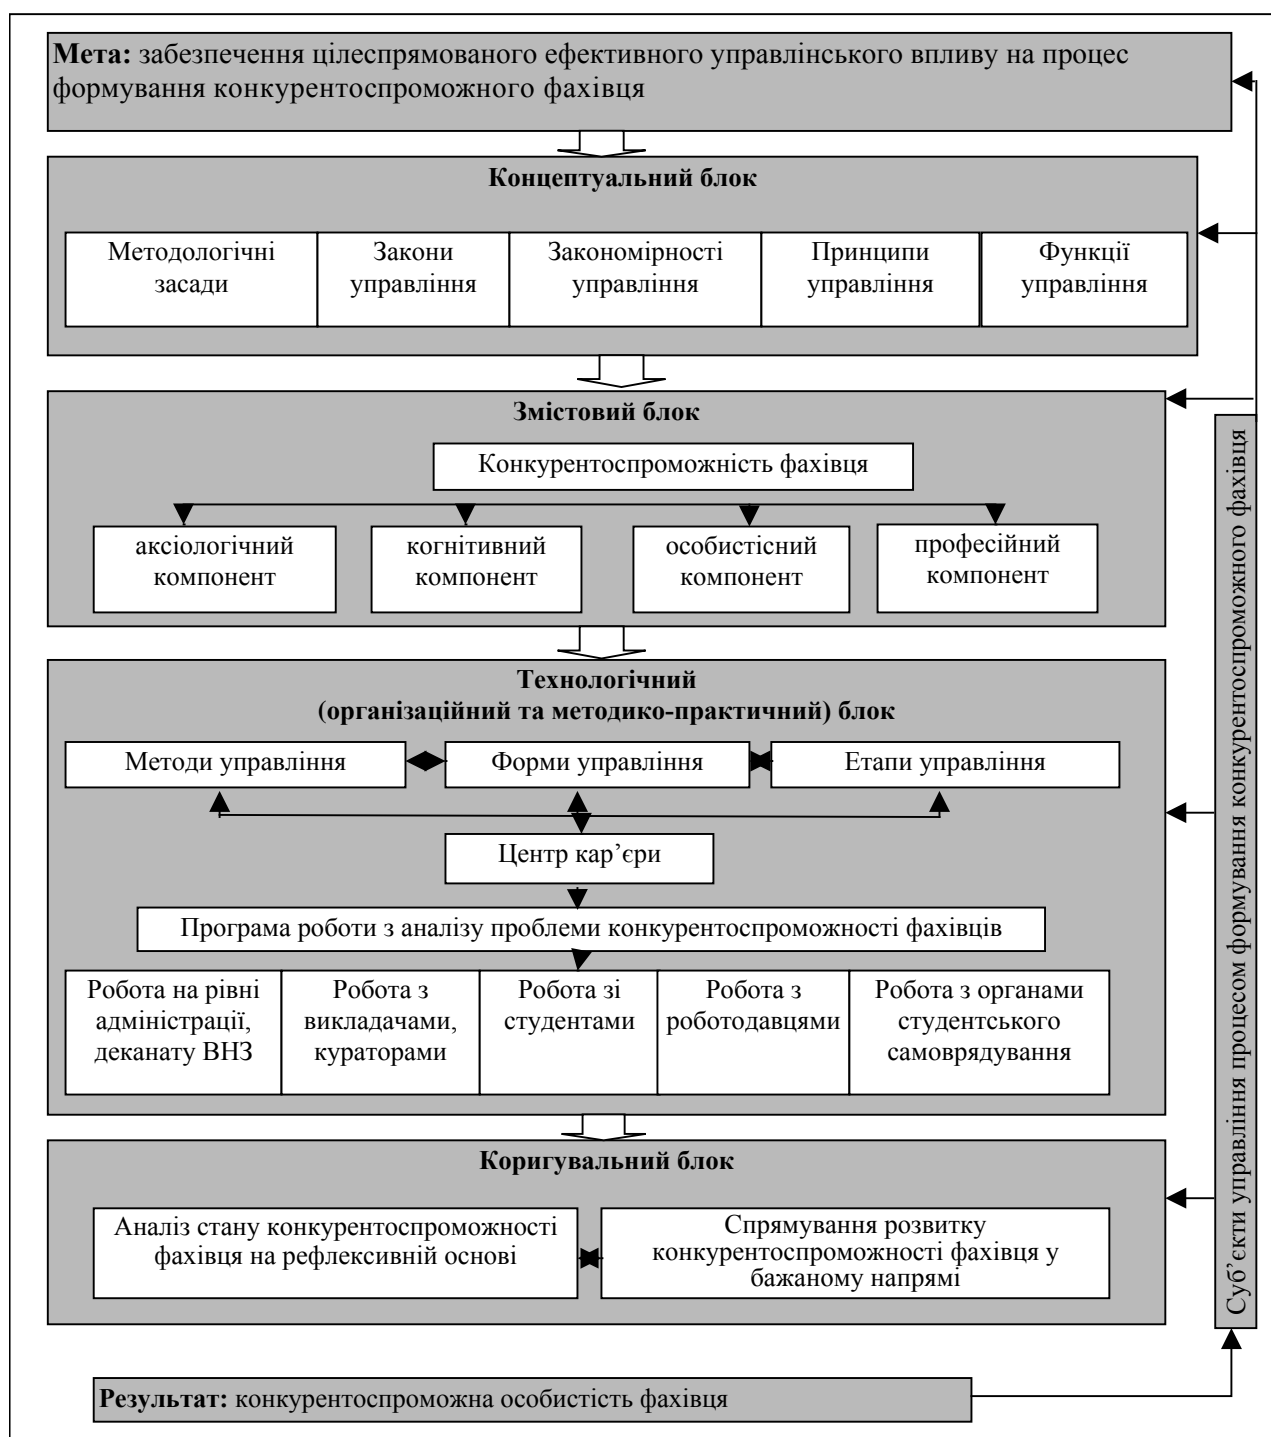 Мета: забезпечення цілеспрямованого ефективного управлінського впливу на процес
формування конкурентоспроможного фахівця
Концептуальний блок
Методологічні
засади
Закони
управління
Закономірності
управління
Принципи
управління
Функції
управління
Змістовий блок
Конкурентоспроможність фахівця
аксіологічний
компонент
когнітивний
компонент
особистісний
компонент
професійний
компонент
Технологічний
(організаційний та методико-практичний) блок
Методи управління
Форми управління
Етапи управління
Центр кар’єри
Програма роботи з аналізу проблеми конкурентоспроможності фахівців
Робота на рівні
адміністрації,
деканату ВНЗ
Робота з
викладачами,
кураторами
Робота зі
студентами
Робота з
роботодавцями
Робота з органами
студентського
самоврядування
Коригувальний блок
Аналіз стану конкурентоспроможності
фахівця на рефлексивній основі
Спрямування розвитку
конкурентоспроможності фахівця у
бажаному напрямі
Суб’єкти управління процесом формування конкурентоспроможного фахівця
Результат: конкурентоспроможна особистість фахівця